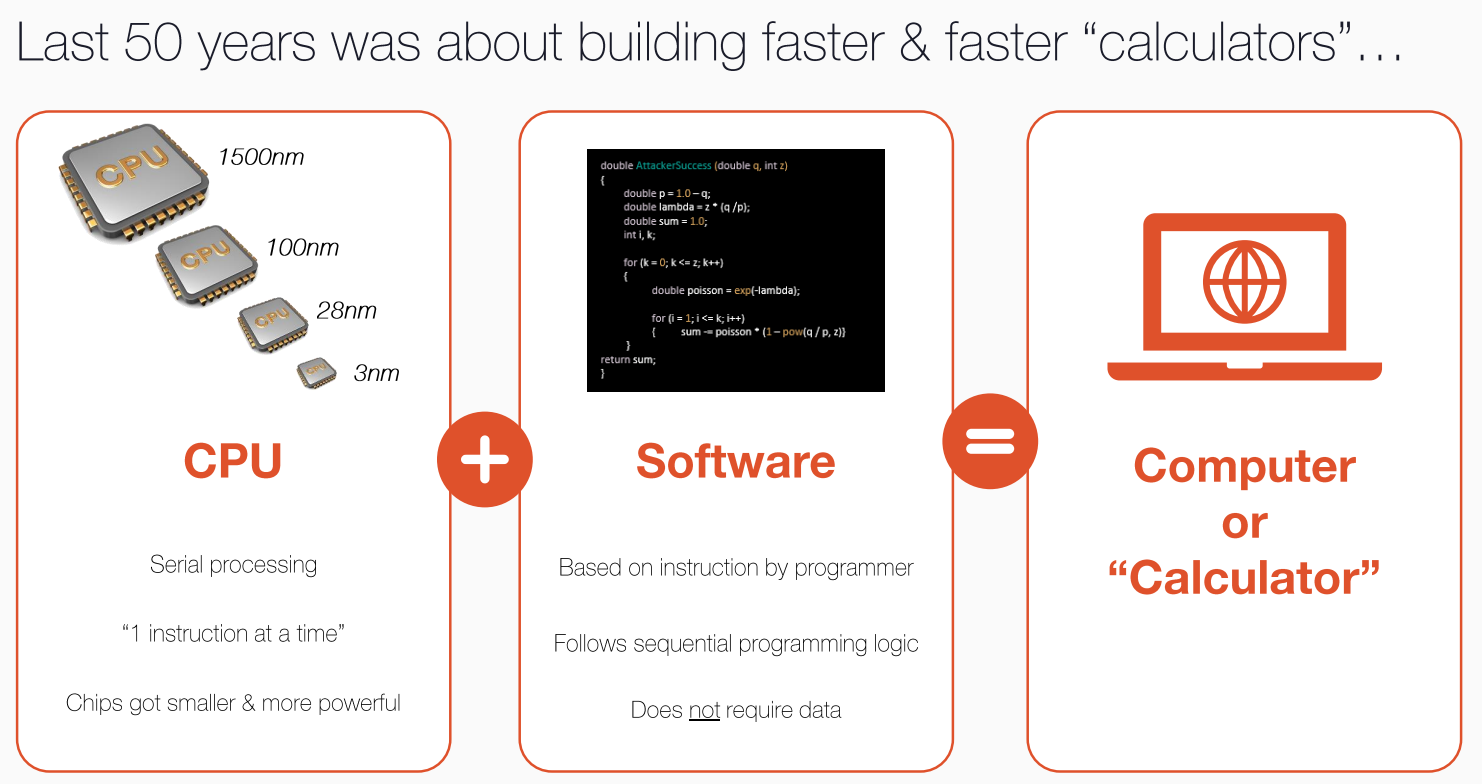 Last 50 years was about building faster & faster “calculators”…
CPU
1500nm
CPU
100nm
CPU
28nm
CPU
3nm
CPU
Serial processing
“1 instruction at a time”
Chips got smaller & more powerful
+
double AttackerSuccess (double q, int z)
{
double p = 1.0 – q;
double lambda = z * (q /p);
double sum = 1.0;
int i, k;
for (k = 0; k <= z; k++)
{
double poisson = exp(-lambda);
for (i = 1; i <= k; i++)
{ sum -= poisson * (1 – pow(q / p, z)}
}
return sum;
}
Software
Based on instruction by programmer
Follows sequential programming logic
Does not require data
=
Computer
or
“Calculator”